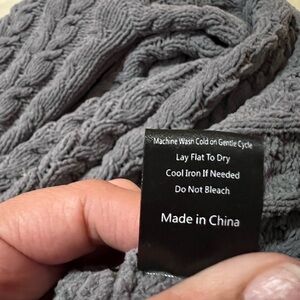 Machine Wash Cold on Gentle Cycle
Lay Flat To Dry
Cool Iron If Needed
Do Not Bleach
Made in China